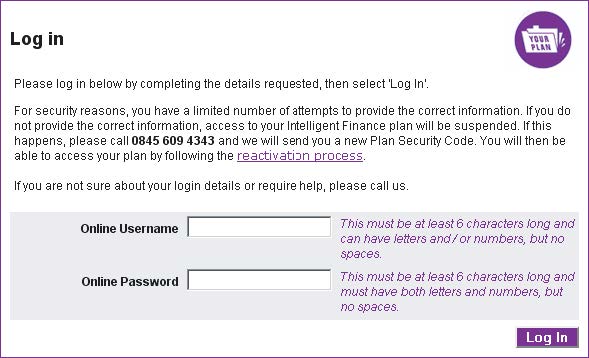 Log in
YOUR
PLAN
Please log in below by completing the details requested, then select 'Log In'.
For security reasons, you have a limited number of attempts to provide the correct information. If you do
not provide the correct information, access to your Intelligent Finance plan will be suspended. If this
happens, please call 0845 609 4343 and we will send you a new Plan Security Code. You will then be
able to access your plan by following the reactivation process.
If you are not sure about your login details or require help, please call us.
Online Username
This must be at least 6 characters long and
can have letters and / or numbers, but no
spaces.
Online Password
This must be at least 6 characters long and
must have both letters and numbers, but
no spaces.
Log In